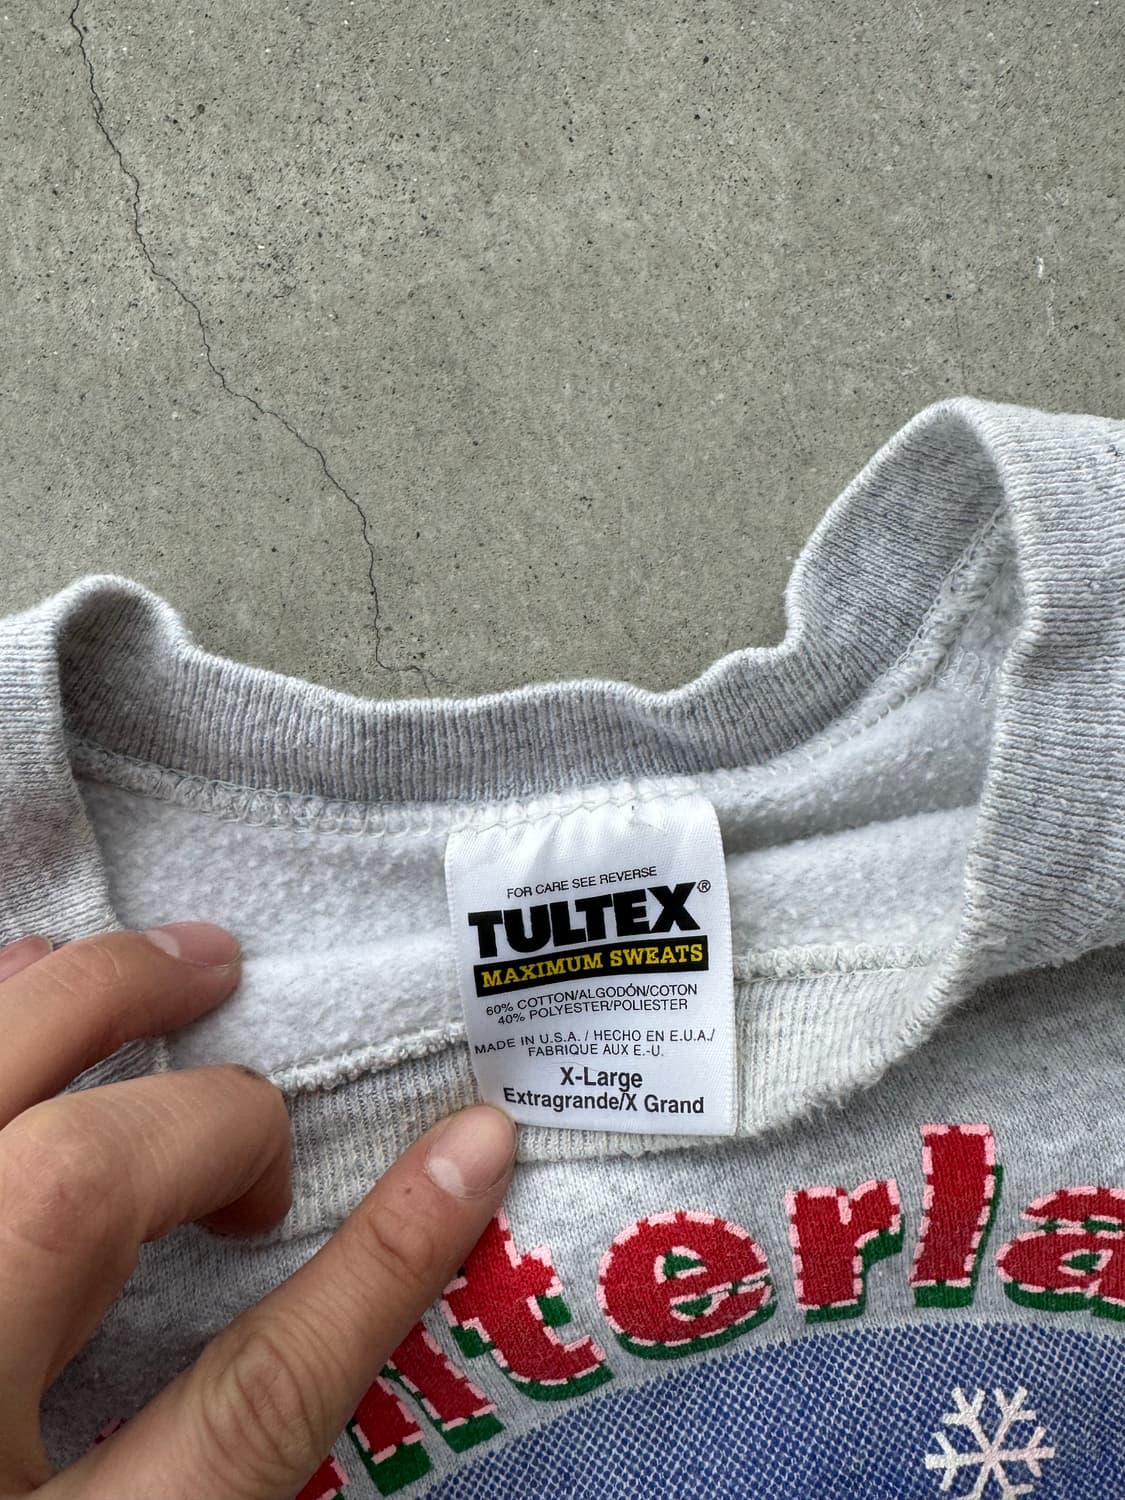 FOR CARE SEE REVERSE
TULTEX®
MAXIMUM SWEATS
60% COTTON/ALGODÓN/COTON
40% POLYESTER/POLIESTER
MADE IN U.S.A. / HECHO EN E.U.A./
FABRIQUE AUX E.-U.
X-Large
Extragrande/X Grand
nterla